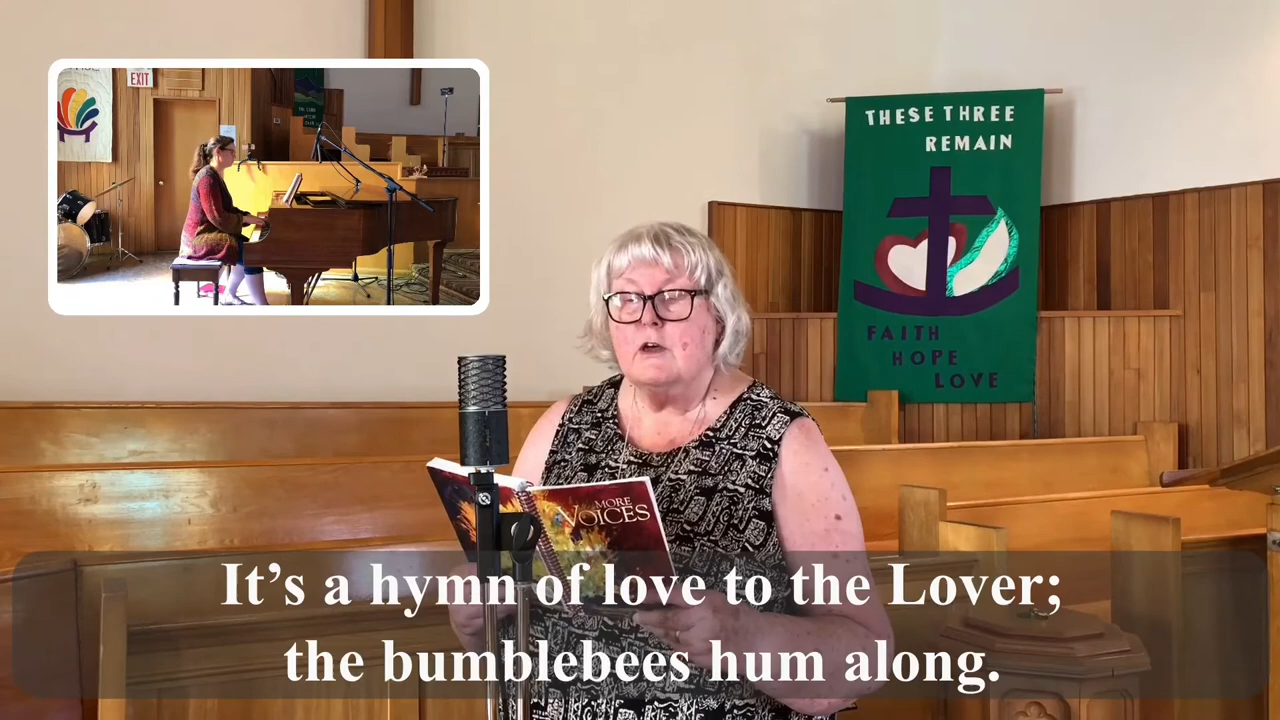 EXIT
THESE THREE
REMAIN
FAITH
HOPE
LOVE
MORE
VOICES
It's a hymn of love to the Lover;
the bumblebees hum along.